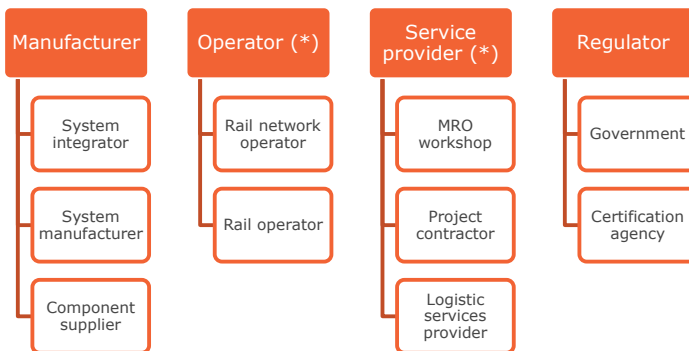 Manufacturer
System
integrator
System
manufacturer
Component
supplier
Operator (*)
Rail network
operator
Rail operator
Service
provider (*)
MRO
workshop
Project
contractor
Logistic
services
provider
Regulator
Government
Certification
agency